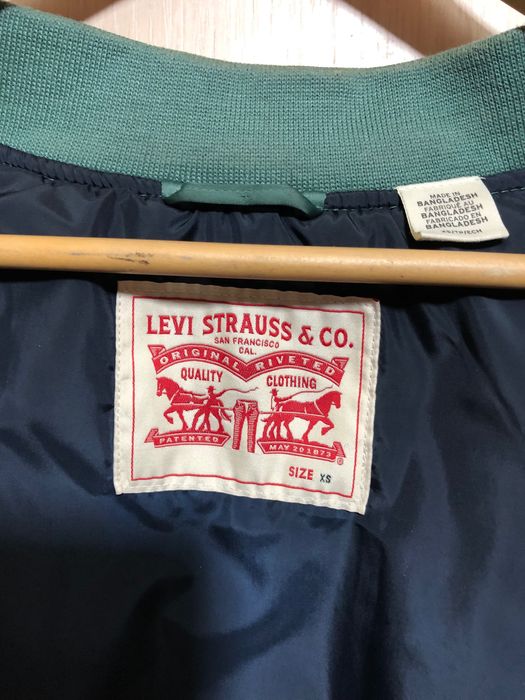 MADE IN
BANGLADESH
FABRIQUÉ AU
BANGLADESH
FABRICADO EN
BANGLADESH
LEVI STRAUSS & CO.
SAN FRANCISCO
CAL.
ORIGINAL RIVETED
QUALITY CLOTHING
PATENTED MAY 20 1873
SIZE XS